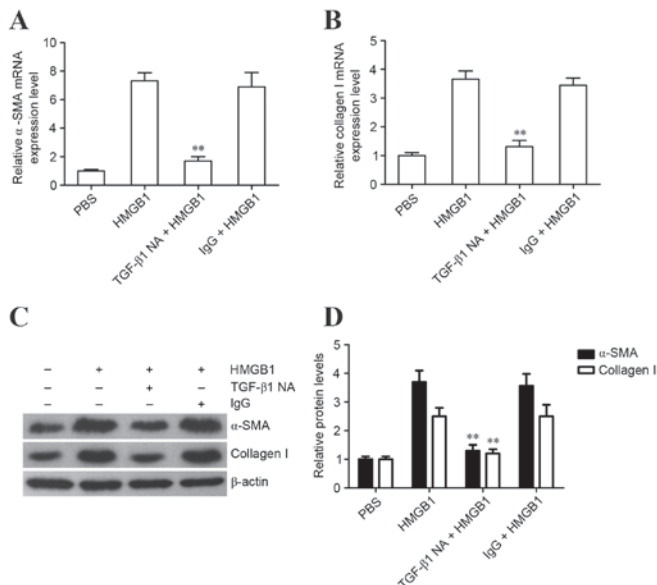 A
Relative α -SMA mRNA
expression level
10
8
6
4
2
0
**
PBS
HMGB1
TGF-β1 NA + HMGB1
IgG + HMGB1
B
Relative collagen I mRNA
expression level
5
4
3
2
1
0
**
PBS
HMGB1
TGF-β1 NA + HMGB1
IgG + HMGB1
C
– + + + HMGB1
– – + – TGF-β1 NA
– – – + IgG
α-SMA
Collagen I
β-actin
D
α-SMA
Collagen I
Relative protein levels
5
4
3
2
1
0
** **
PBS
HMGB1
TGF-β1 NA + HMGB1
IgG + HMGB1